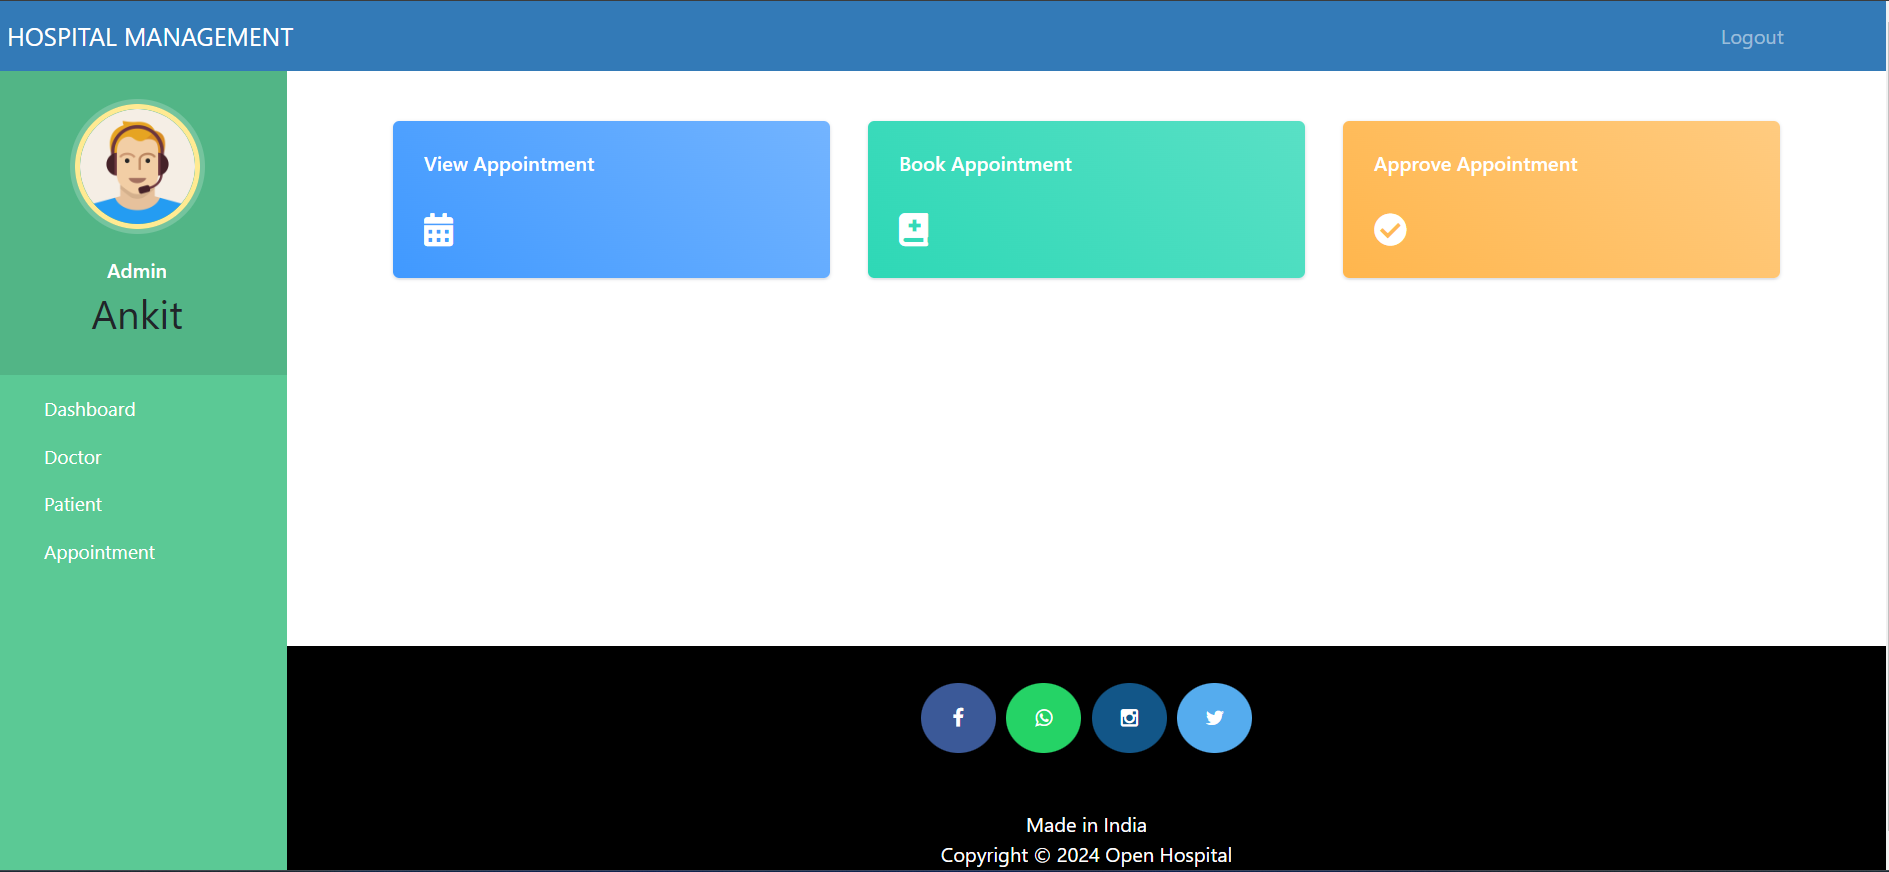 HOSPITAL MANAGEMENT
Logout
Admin
Ankit
Dashboard
Doctor
Patient
Appointment
View Appointment
Book Appointment
Approve Appointment
Made in India
Copyright © 2024 Open Hospital